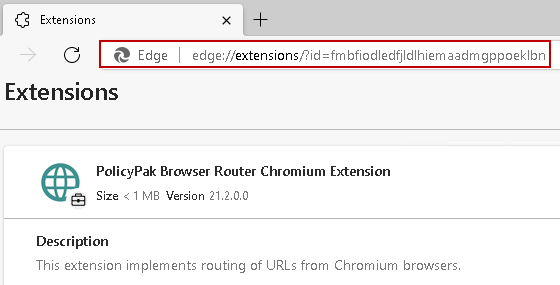 Extensions
Edge edge://extensions/?id=fmbfiodledfjldlhiemaadmgppoeklbn
Extensions
PolicyPak Browser Router Chromium Extension
Size < 1 MB Version 21.2.0.0
Description
This extension implements routing of URLs from Chromium browsers.